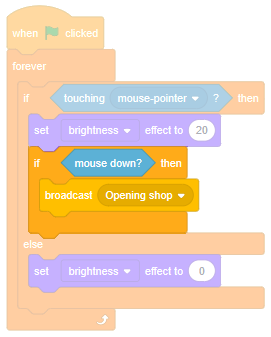 when clicked
forever
if touching mouse-pointer ? then
set brightness effect to 20
if mouse down? then
broadcast Opening shop
else
set brightness effect to 0